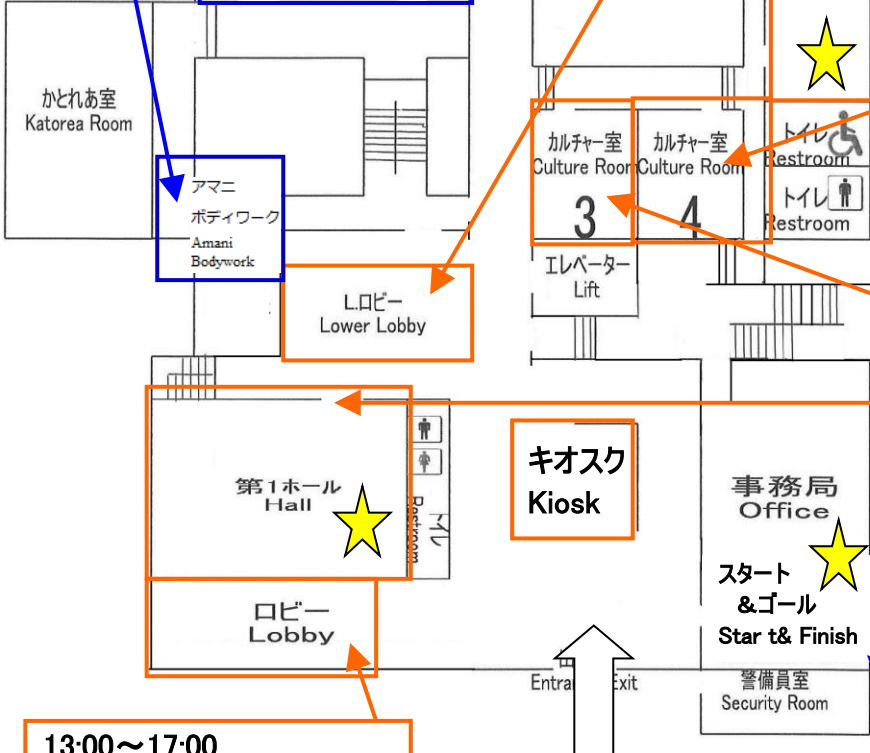 かとれあ室
Katorea Room
アマニ
ボディワーク
Amani
Bodywork
L.ロビー
Lower Lobby
カルチャー室
Culture Room
3
カルチャー室
Culture Room
4
トイレ
Restroom
トイレ
Restroom
エレベーター
Lift
第1ホール
Hall
トイレ
Restroom
キオスク
Kiosk
事務局
Office
スタート
&ゴール
Star t& Finish
ロビー
Lobby
Entra Exit
警備員室
Security Room
13:00～17:00